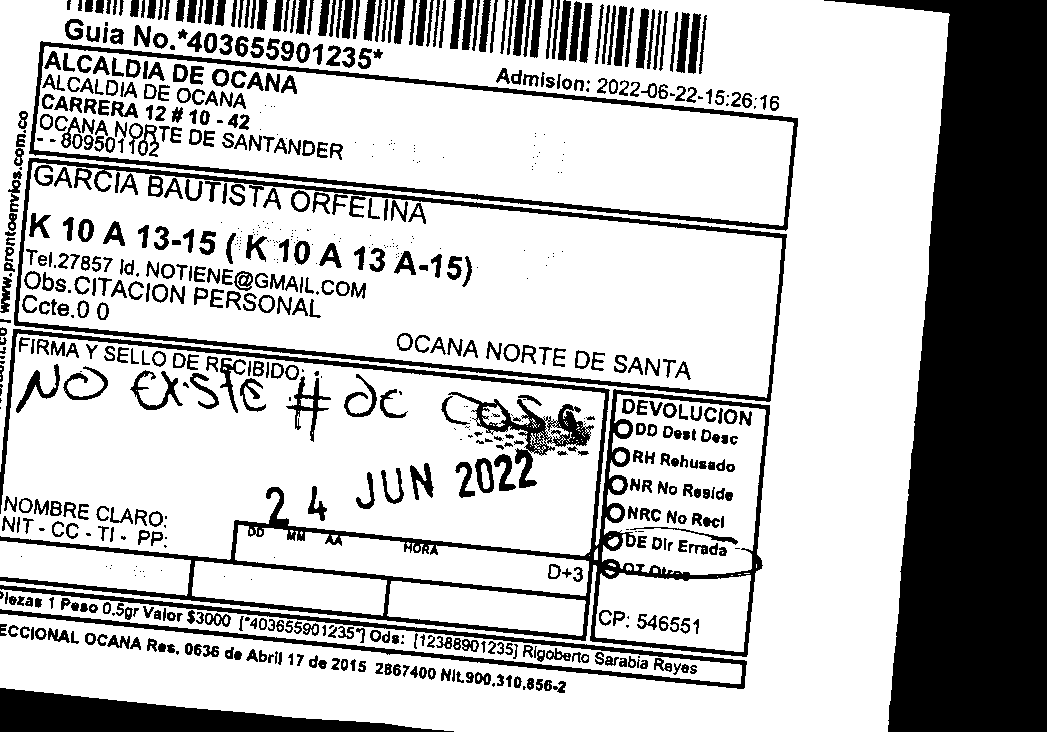 Guia No.*403655901235*
Admision: 2022-06-22-15:26:16
ALCALDIA DE OCANA
ALCALDIA DE OCANA
CARRERA 12 # 10 - 42
OCANA NORTE DE SANTANDER
- - 809501102
GARCIA BAUTISTA ORFELINA
K 10 A 13-15 ( K 10 A 13 A-15)
Tel.27857 Id. NOTIENE@GMAIL.COM
Obs.CITACION PERSONAL
Ccte.0 0
OCANA NORTE DE SANTA
FIRMA Y SELLO DE RECIBIDO:
NO Existe # de casa
24 JUN 2022
NOMBRE CLARO:
NIT - CC - TI - PP:
DD MM AA HORA
D+3
DEVOLUCION
DD Dest Desc
RH Rehusado
NR No Reside
NRC No Recl
DE Dir Errada
OT Otros
CP: 546551
Piezas 1 Peso 0.5gr Valor $3000 [*403655901235*] Ods: [12388901235] Rigoberto Sarabia Reyes
ECCIONAL OCANA Res. 0636 de Abril 17 de 2015 2867400 Nit.900,310,856-2
| www.prontoenvios.com.co